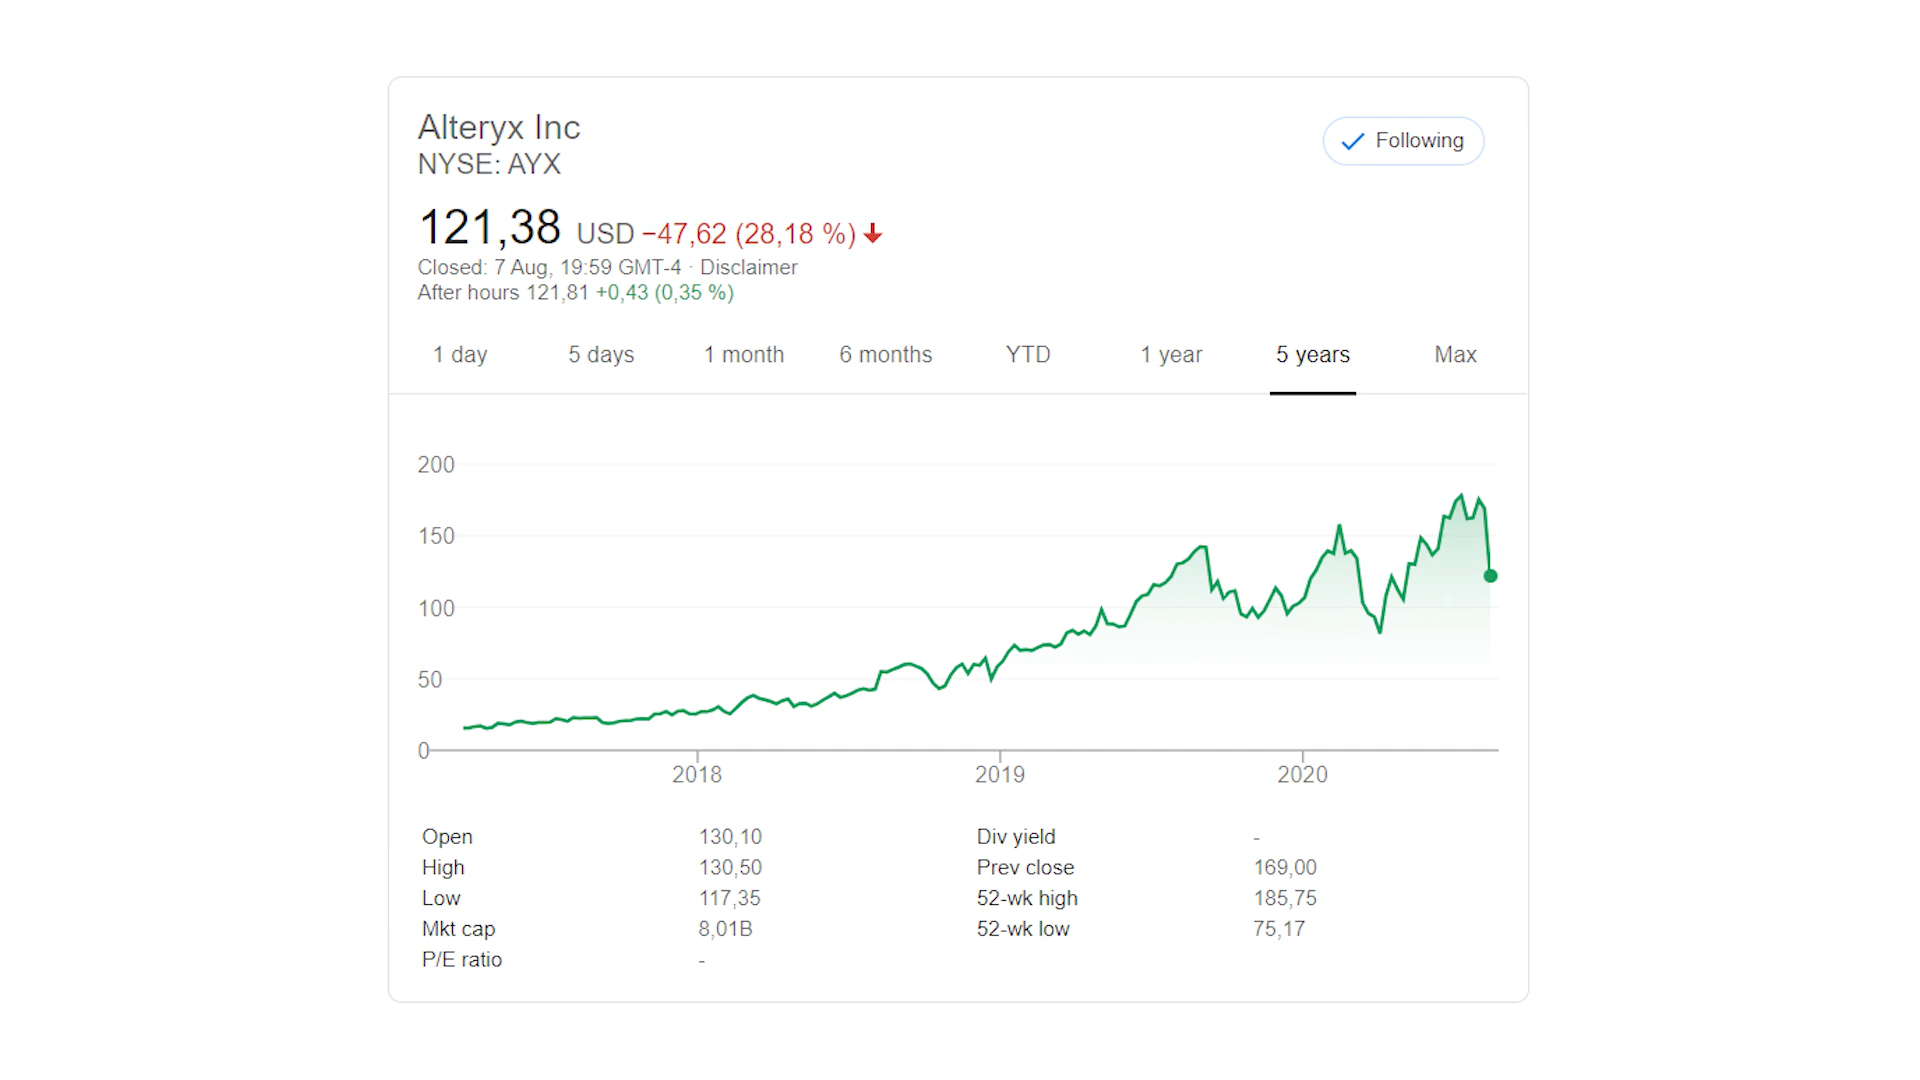 Alteryx Inc
NYSE: AYX
Following
121,38 USD −47,62 (28,18 %)
Closed: 7 Aug, 19:59 GMT-4 · Disclaimer
After hours 121,81 +0,43 (0,35 %)
1 day 5 days 1 month 6 months YTD 1 year 5 years Max
200
150
100
50
0
2018 2019 2020
Open 130,10 Div yield -
High 130,50 Prev close 169,00
Low 117,35 52-wk high 185,75
Mkt cap 8,01B 52-wk low 75,17
P/E ratio -